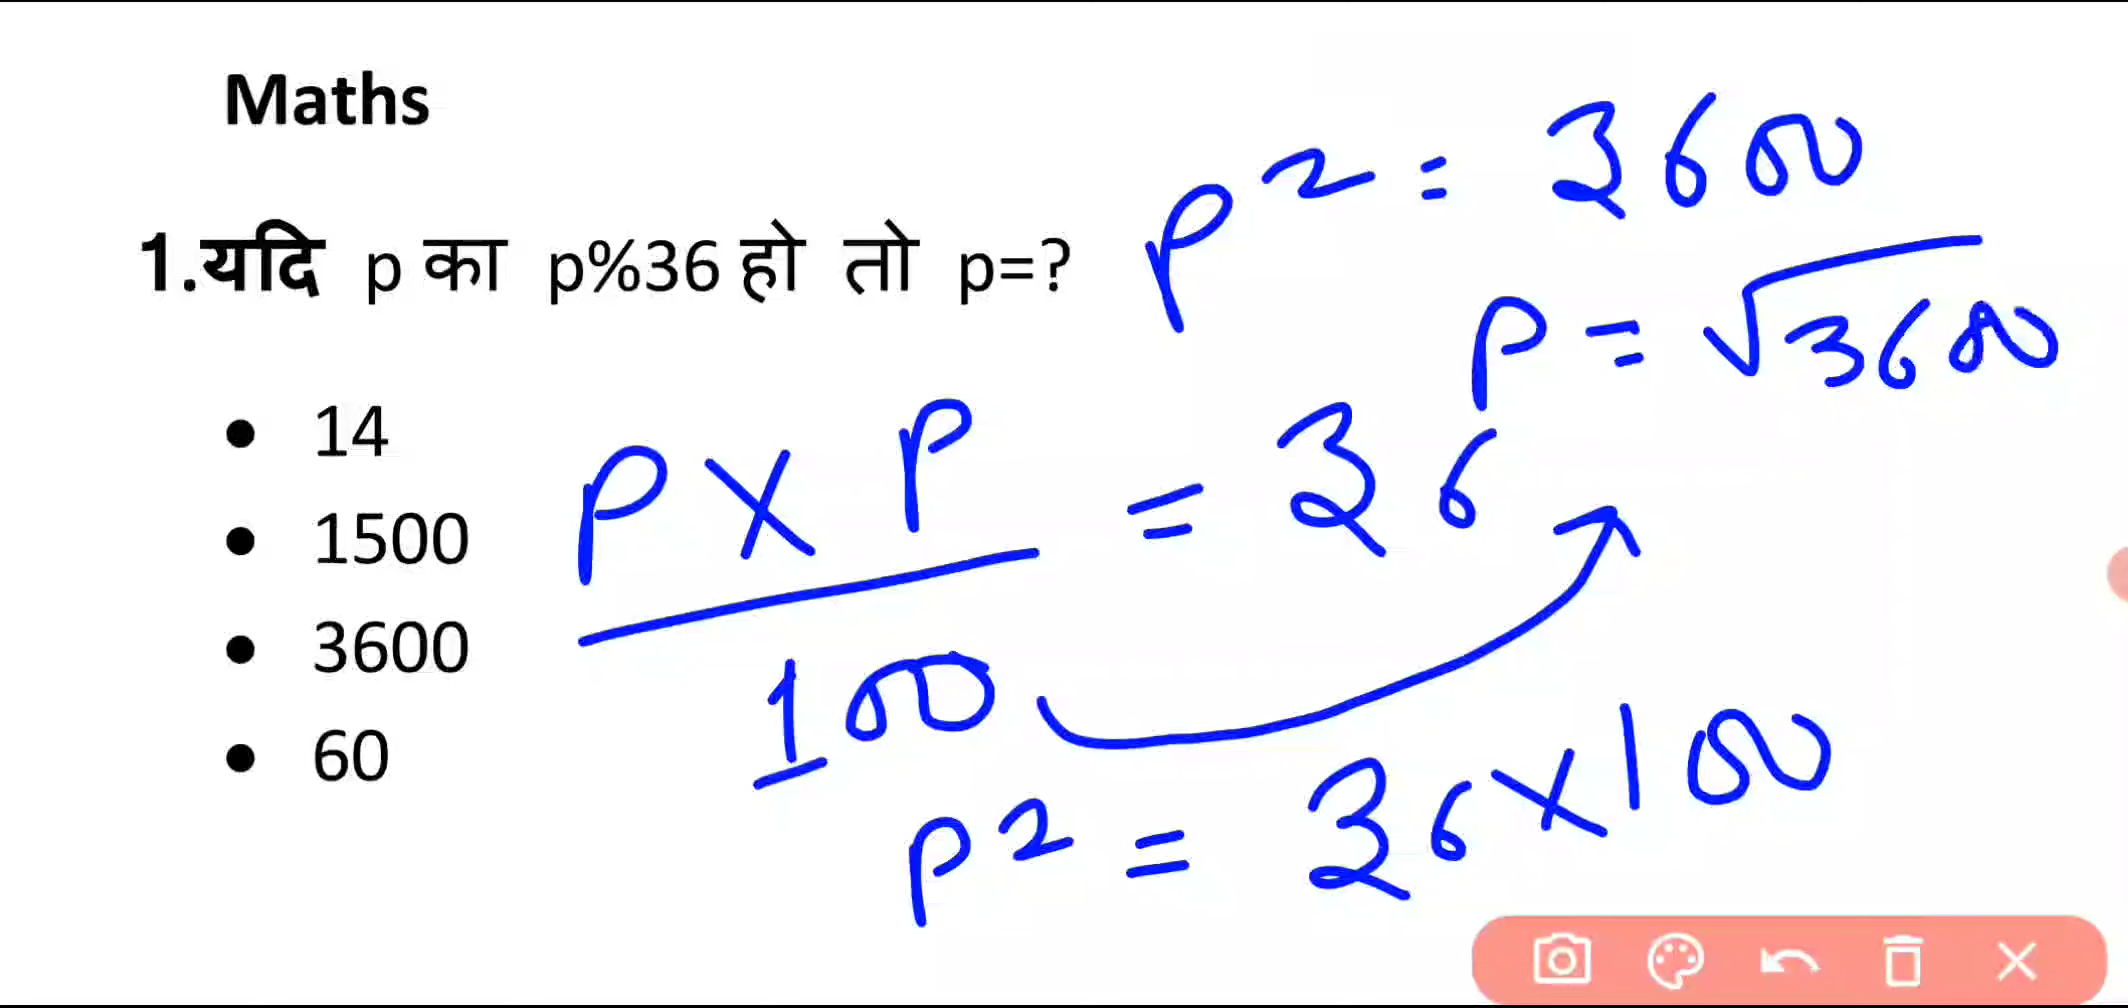 Maths
1.यदि p का p%36 हो तो p=?
• 14
• 1500
• 3600
• 60
p² = 3600
p = √3600
p × p = 36
100
p² = 36×100